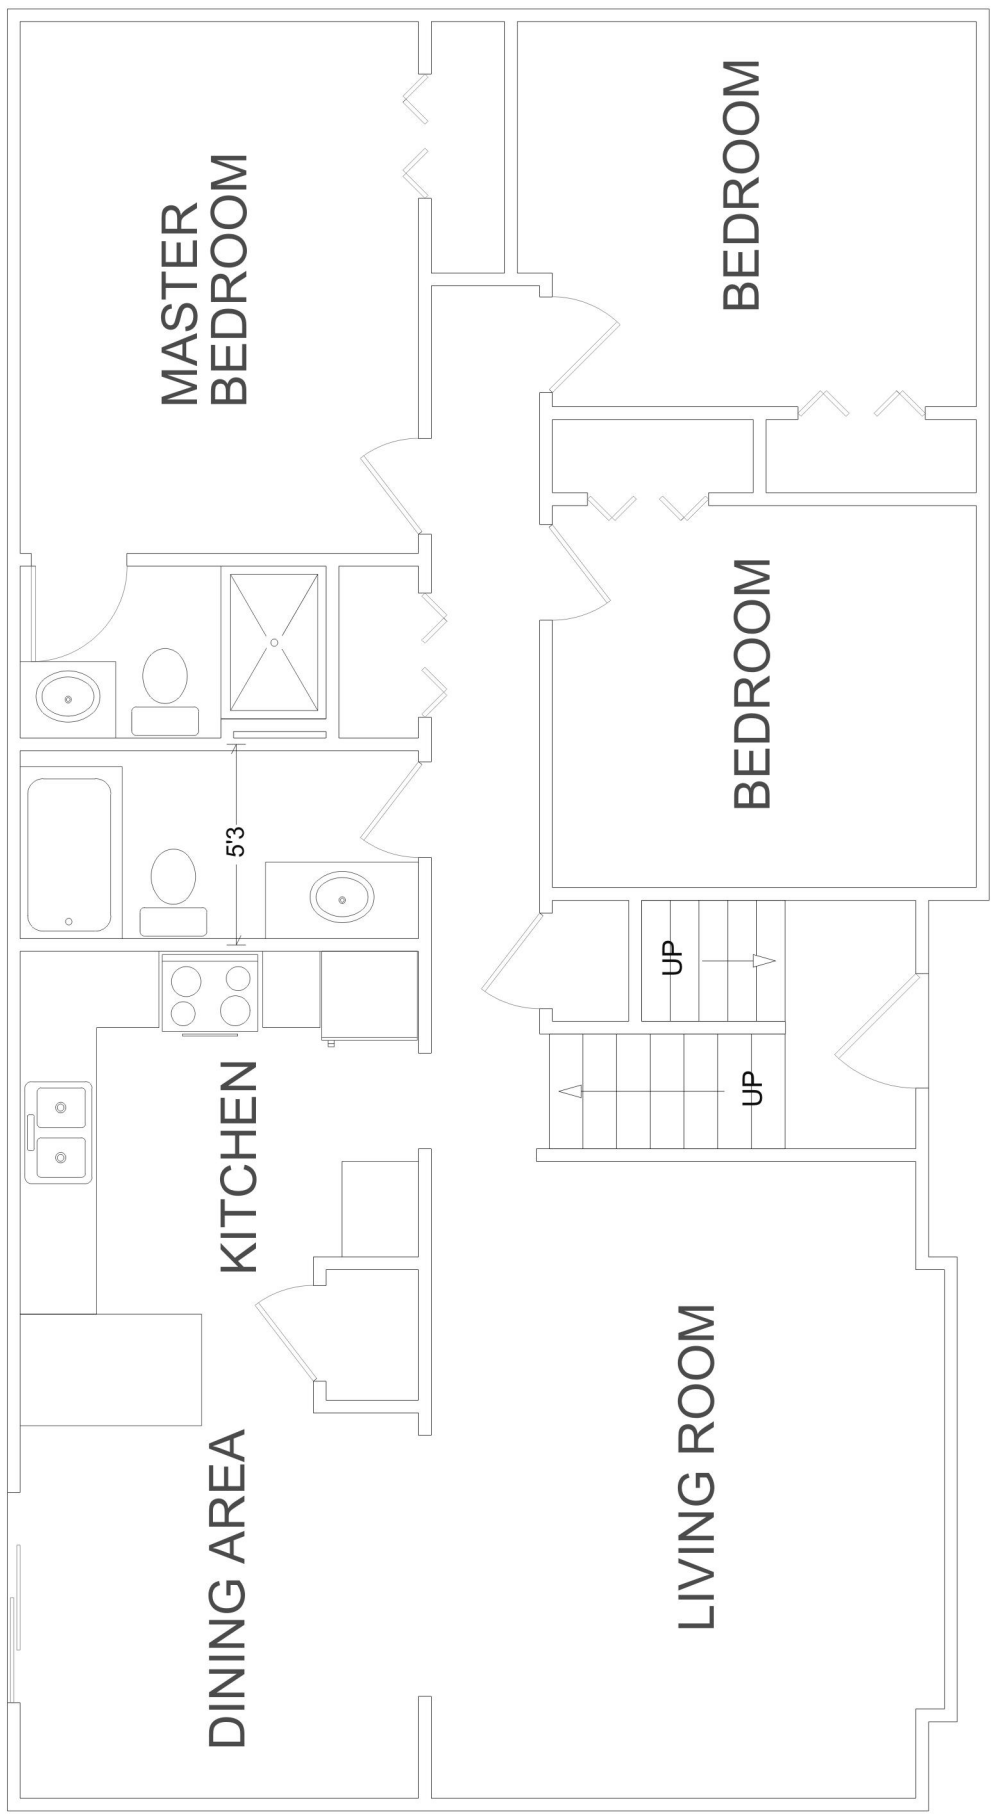 MASTER
BEDROOM
BEDROOM
BEDROOM
5'3
UP
UP
KITCHEN
DINING AREA
LIVING ROOM